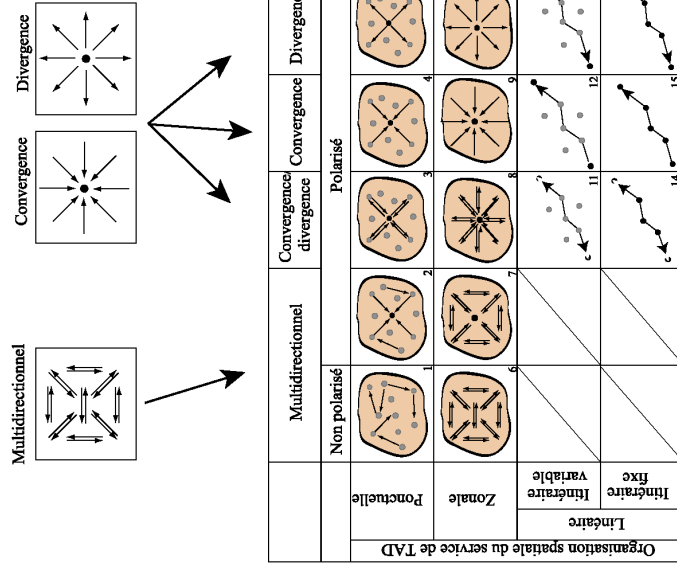 Multidirectionnel
Convergence
Divergence
Multidirectionnel
Convergence/
divergence
Convergence
Divergenc
Non polarisé
Polarisé
Organisation spatiale du service de TAD
Ponctuelle
1
2
3
4
Zonale
6
7
8
9
Linéaire
Itinéraire
variable
11
12
Itinéraire
fixe
14
15